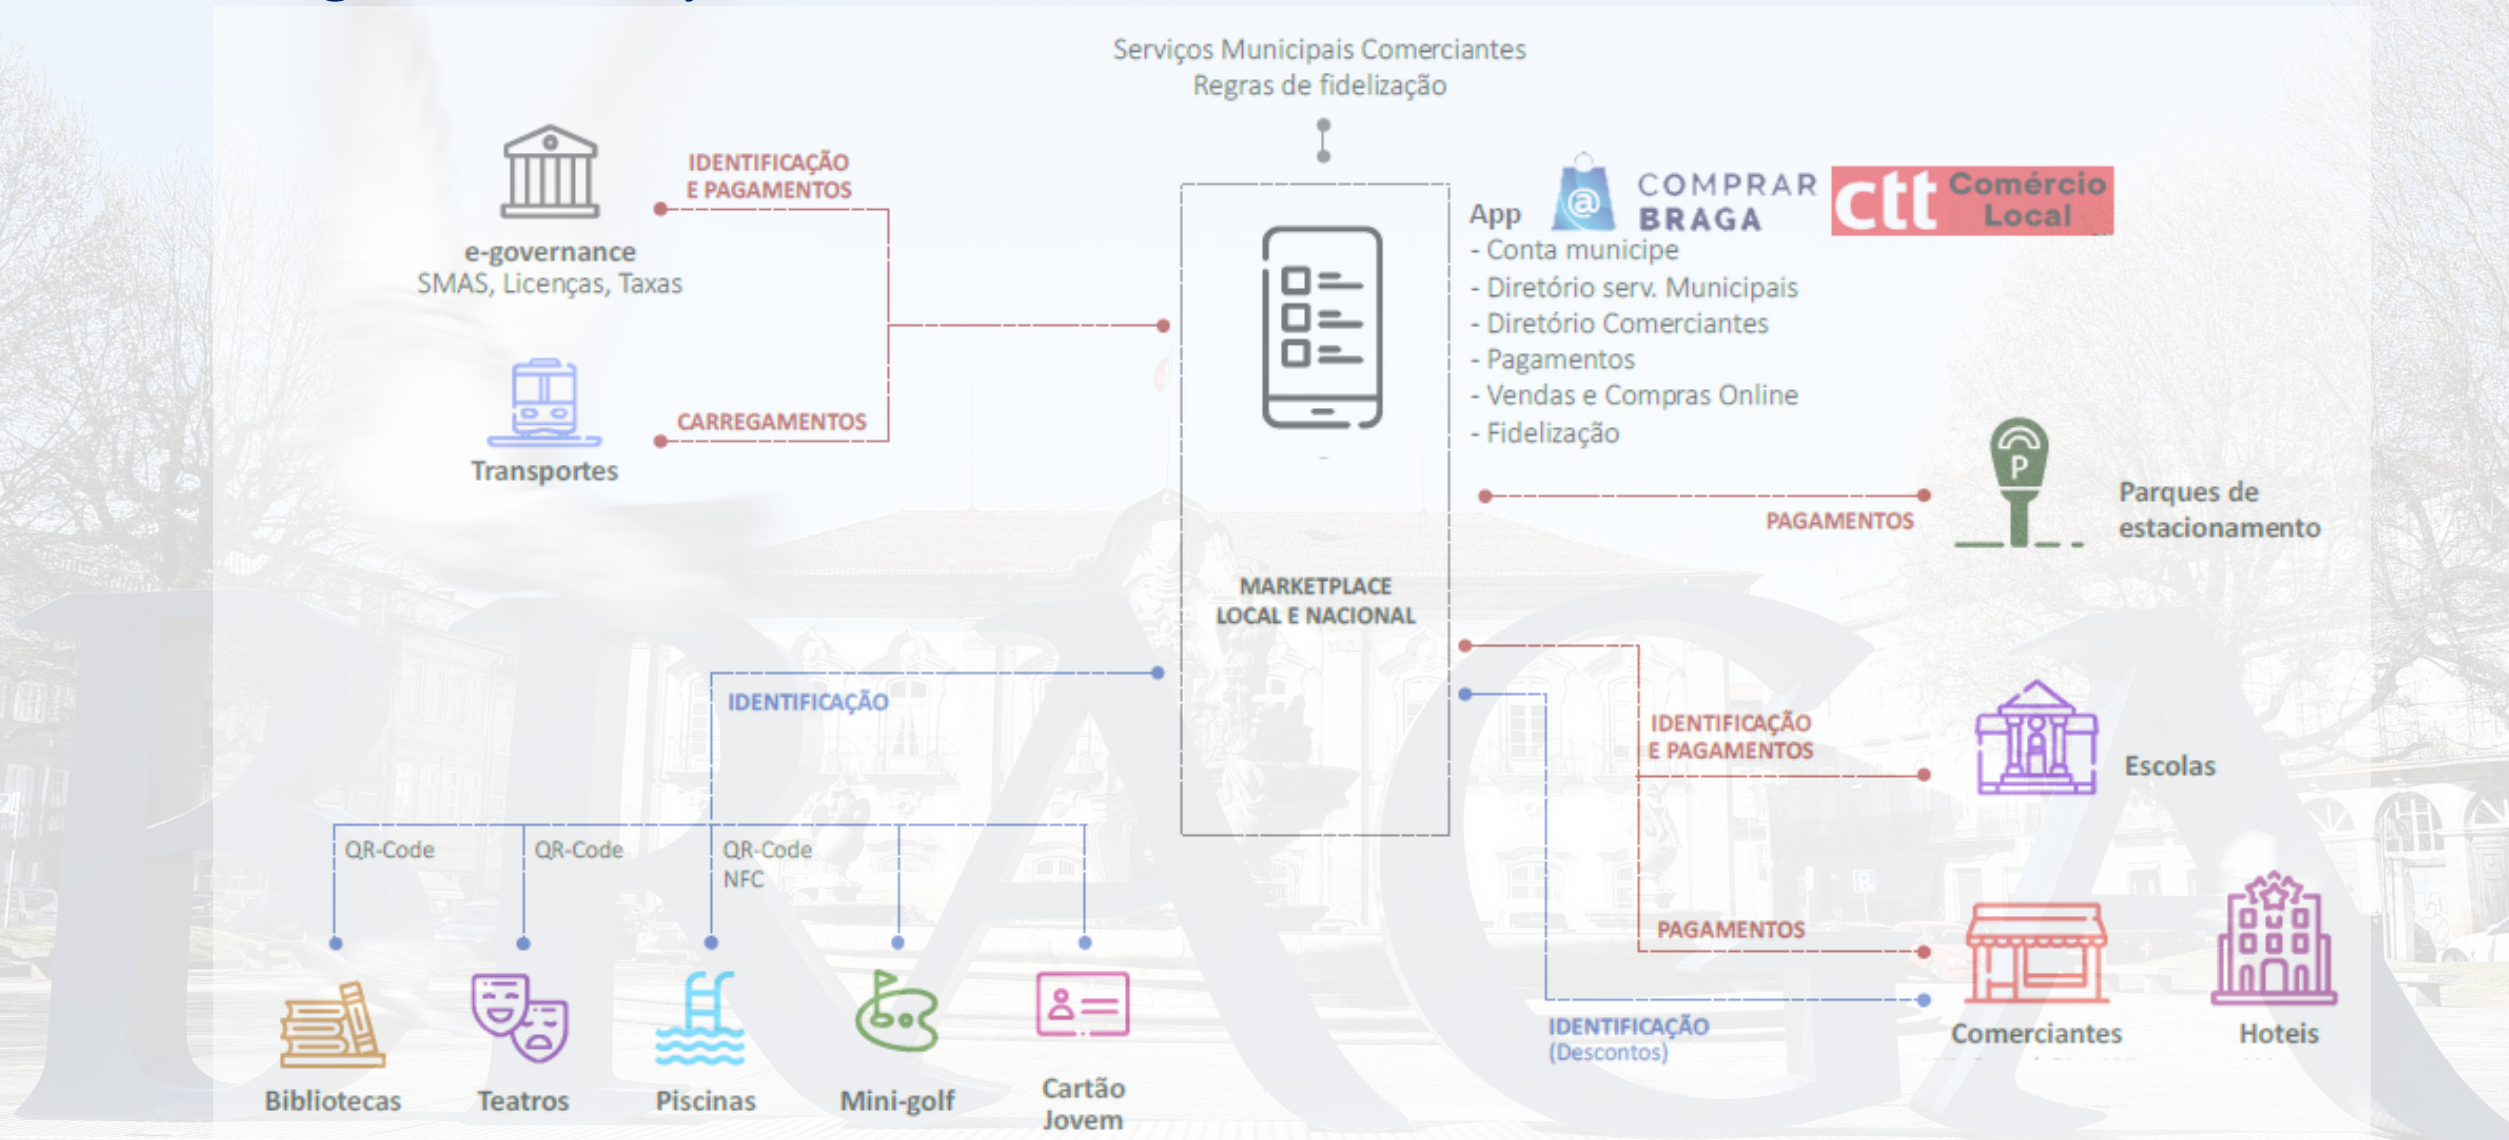 Serviços Municipais Comerciantes
Regras de fidelização
IDENTIFICAÇÃO
E PAGAMENTOS
e-governance
SMAS, Licenças, Taxas
CARREGAMENTOS
Transportes
COMPRAR
BRAGA
ctt Comércio
Local
App
- Conta municipe
- Diretório serv. Municipais
- Diretório Comerciantes
- Pagamentos
- Vendas e Compras Online
- Fidelização
P
PAGAMENTOS
Parques de
estacionamento
MARKETPLACE
LOCAL E NACIONAL
IDENTIFICAÇÃO
IDENTIFICAÇÃO
E PAGAMENTOS
Escolas
QR-Code
QR-Code
QR-Code
NFC
PAGAMENTOS
IDENTIFICAÇÃO
(Descontos)
Comerciantes
Hoteis
Bibliotecas
Teatros
Piscinas
Mini-golf
Cartão
Jovem
BRAGA